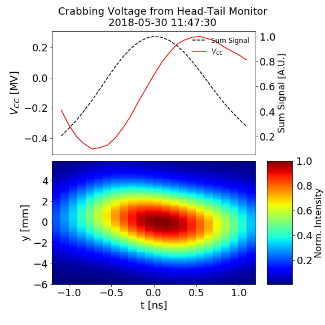 Crabbing Voltage from Head-Tail Monitor
2018-05-30 11:47:30
V_CC [MV]
0.2
0.0
−0.2
−0.4
Sum Signal
V_CC
1.0
0.8
0.6
0.4
0.2
Sum Signal [A.U.]
y [mm]
4
2
0
−2
−4
−6
−1.0 −0.5 0.0 0.5 1.0
t [ns]
1.0
0.8
0.6
0.4
0.2
Norm. Intensity